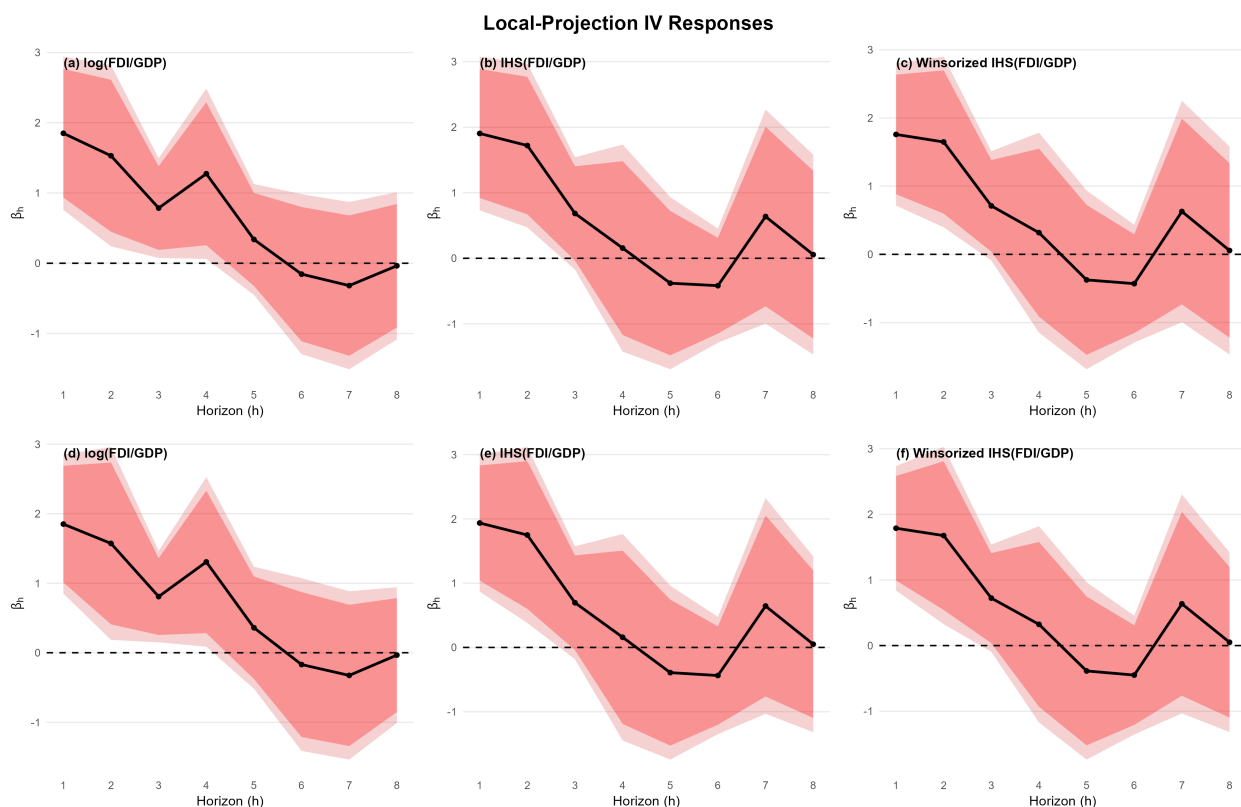 Local-Projection IV Responses
(a) log(FDI/GDP)
3
2
1
0
-1
βh
1 2 3 4 5 6 7 8
Horizon (h)
(b) IHS(FDI/GDP)
3
2
1
0
-1
βh
1 2 3 4 5 6 7 8
Horizon (h)
(c) Winsorized IHS(FDI/GDP)
3
2
1
0
-1
βh
1 2 3 4 5 6 7 8
Horizon (h)
(d) log(FDI/GDP)
3
2
1
0
-1
βh
1 2 3 4 5 6 7 8
Horizon (h)
(e) IHS(FDI/GDP)
3
2
1
0
-1
βh
1 2 3 4 5 6 7 8
Horizon (h)
(f) Winsorized IHS(FDI/GDP)
3
2
1
0
-1
βh
1 2 3 4 5 6 7 8
Horizon (h)